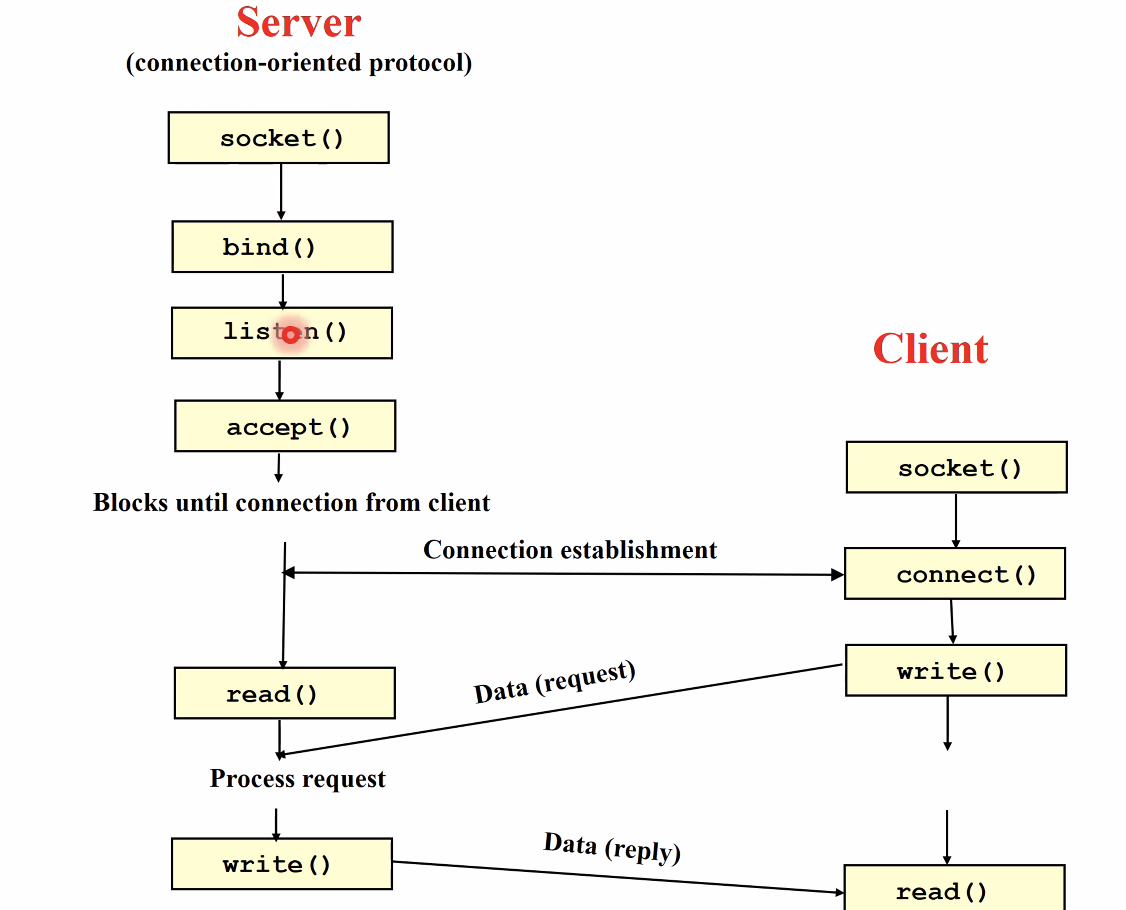 Server
(connection-oriented protocol)
socket()
bind()
listen()
accept()
Blocks until connection from client
Client
socket()
Connection establishment
connect()
write()
Data (request)
read()
Process request
write()
Data (reply)
read()